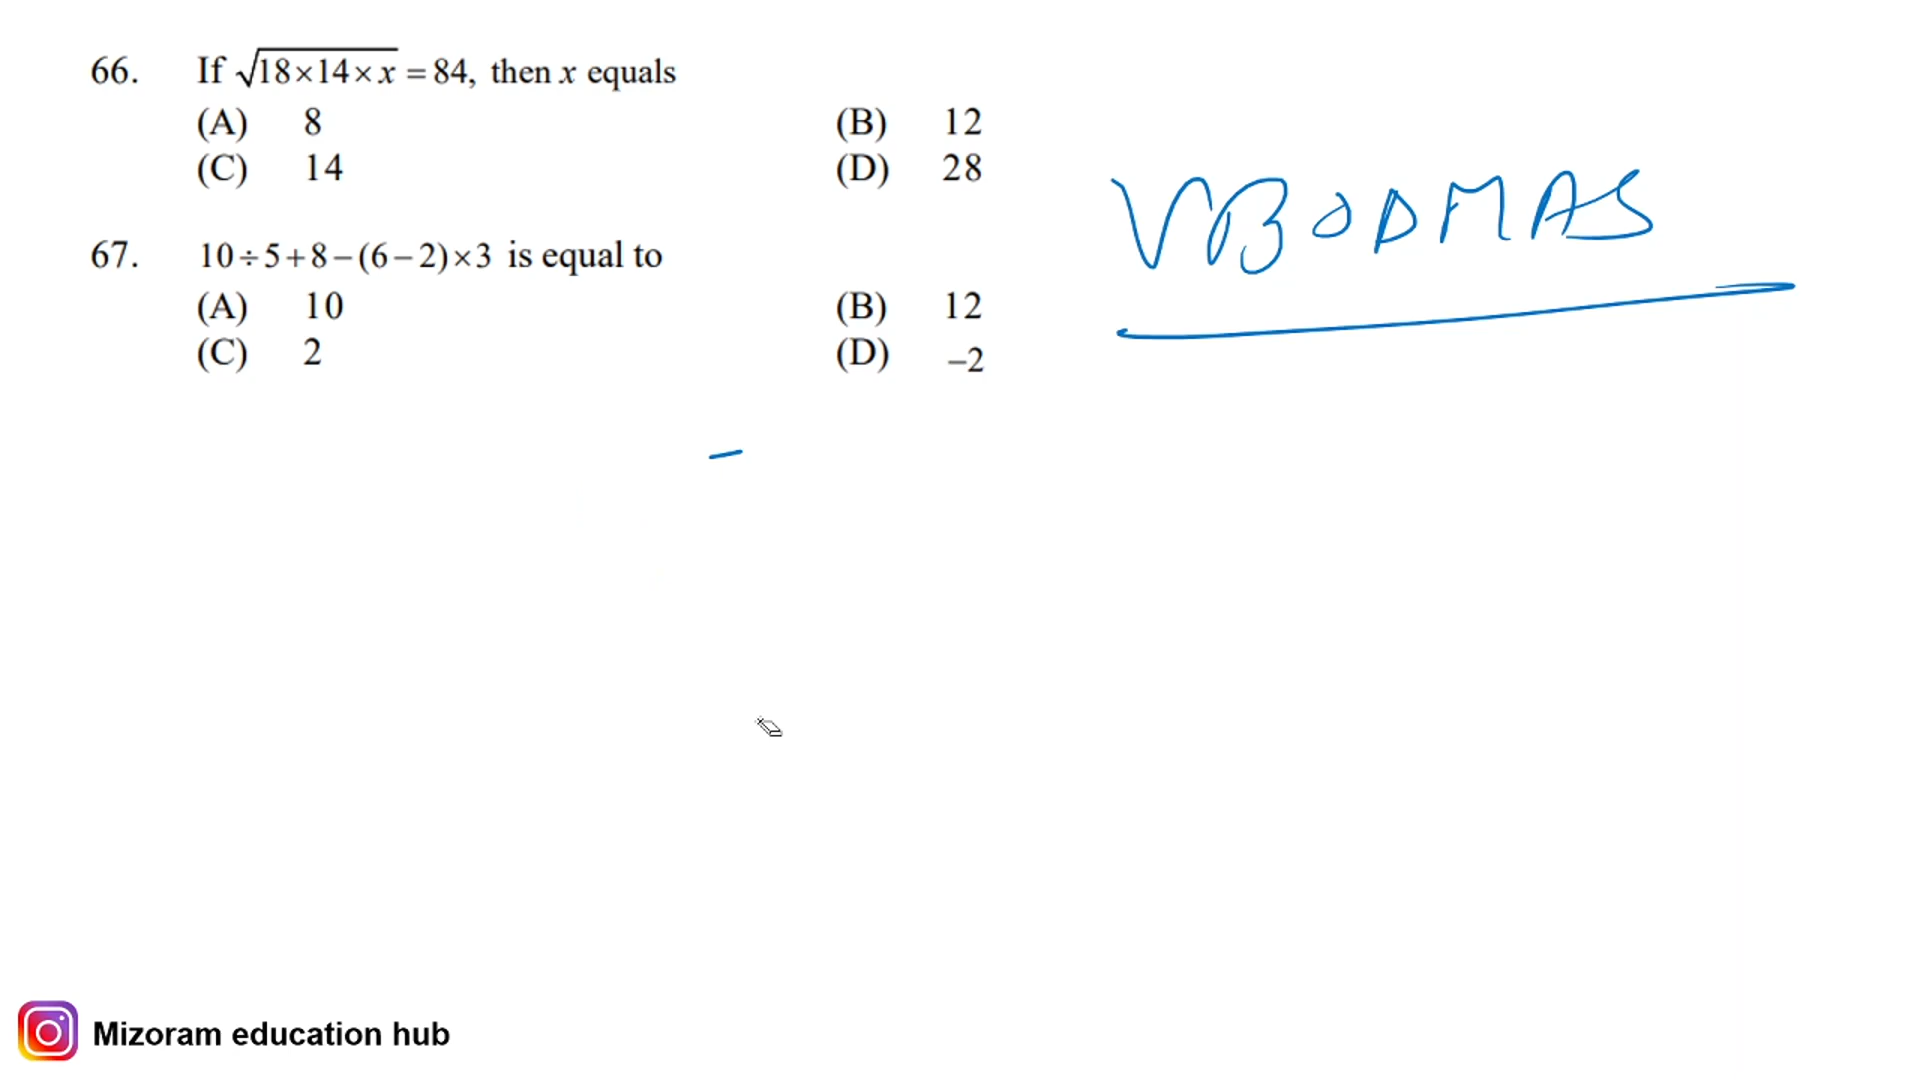 66. If √18×14×x = 84, then x equals
(A) 8 (B) 12
(C) 14 (D) 28
VBODMAS
67. 10÷5+8−(6−2)×3 is equal to
(A) 10 (B) 12
(C) 2 (D) –2
Mizoram education hub